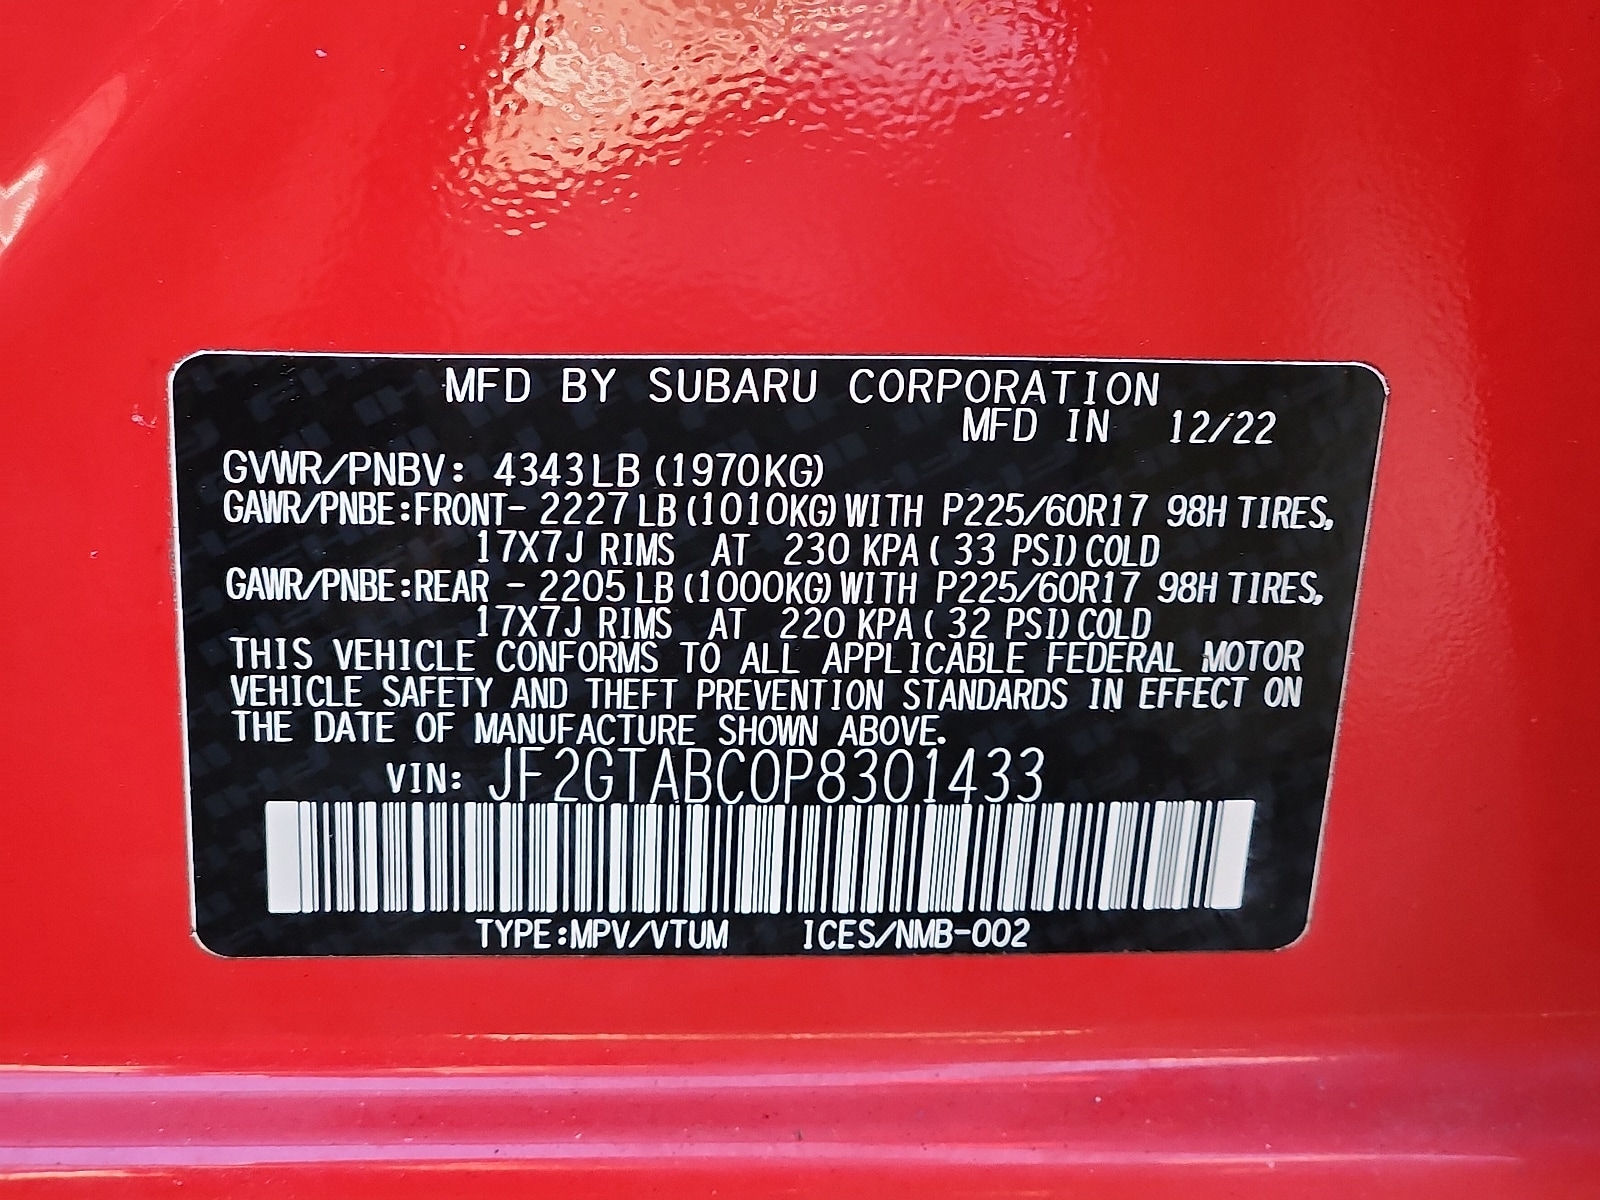 MFD BY SUBARU CORPORATION
MFD IN 12/22
GVWR/PNBV: 4343LB (1970KG)
GAWR/PNBE:FRONT- 2227LB (1010KG) WITH P225/60R17 98H TIRES,
17X7J RIMS AT 230 KPA ( 33 PSI) COLD
GAWR/PNBE:REAR - 2205LB (1000KG) WITH P225/60R17 98H TIRES,
17X7J RIMS AT 220 KPA ( 32 PSI) COLD
THIS VEHICLE CONFORMS TO ALL APPLICABLE FEDERAL MOTOR
VEHICLE SAFETY AND THEFT PREVENTION STANDARDS IN EFFECT ON
THE DATE OF MANUFACTURE SHOWN ABOVE.
VIN: JF2GTABC0P8301433
TYPE:MPV/VTUM ICES/NMB-002